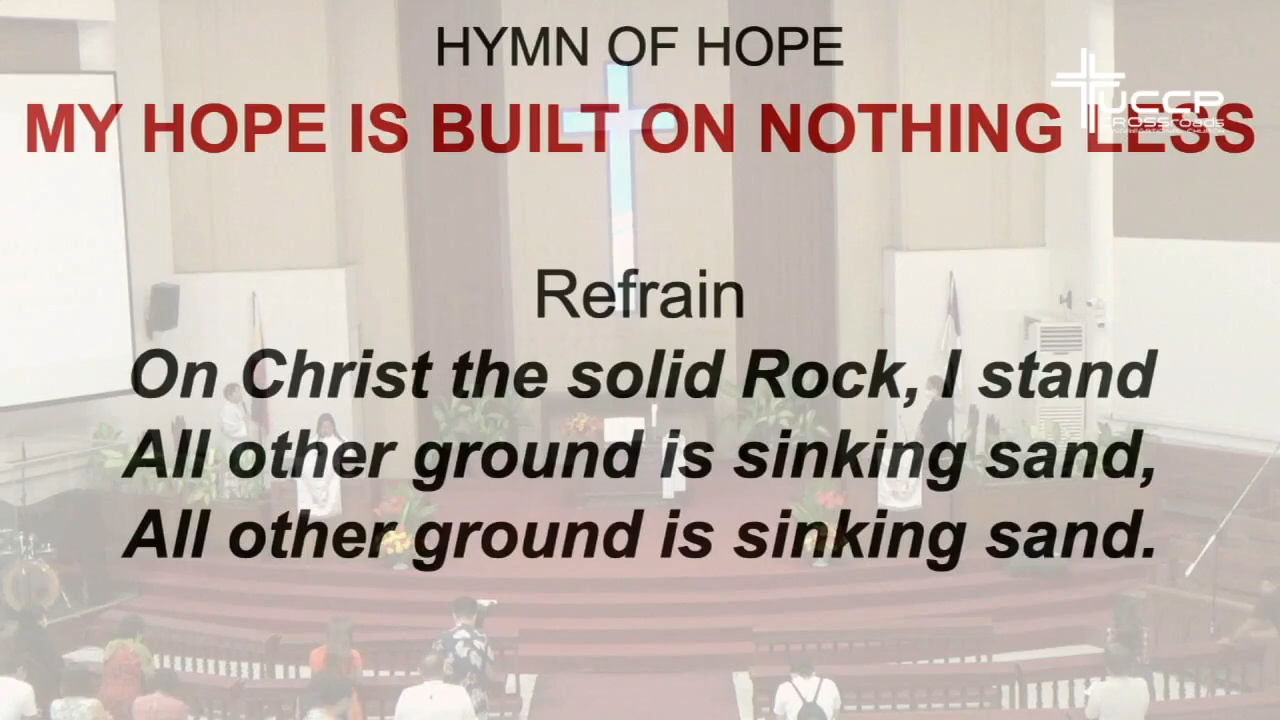 HYMN OF HOPE
MY HOPE IS BUILT ON NOTHING LESS
UCCP
CROSSroads
Refrain
On Christ the solid Rock, I stand
All other ground is sinking sand,
All other ground is sinking sand.